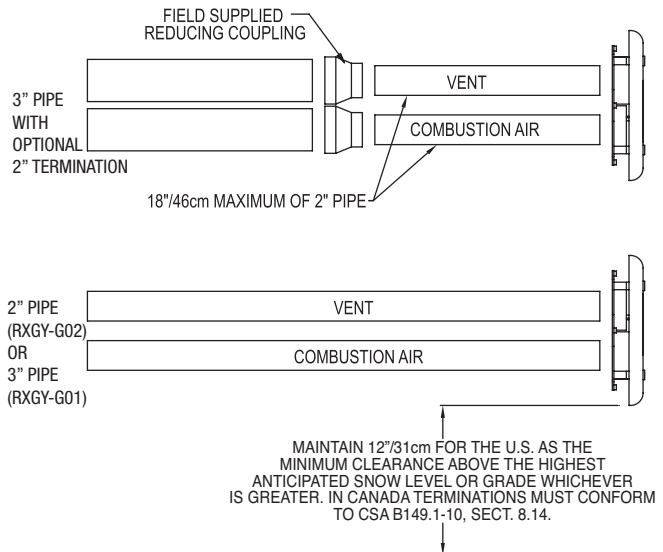 FIELD SUPPLIED
REDUCING COUPLING
3” PIPE
WITH
OPTIONAL
2” TERMINATION
VENT
COMBUSTION AIR
18"/46cm MAXIMUM OF 2" PIPE
2” PIPE
(RXGY-G02)
OR
3” PIPE
(RXGY-G01)
VENT
COMBUSTION AIR
MAINTAIN 12”/31cm FOR THE U.S. AS THE
MINIMUM CLEARANCE ABOVE THE HIGHEST
ANTICIPATED SNOW LEVEL OR GRADE WHICHEVER
IS GREATER. IN CANADA TERMINATIONS MUST CONFORM
TO CSA B149.1-10, SECT. 8.14.